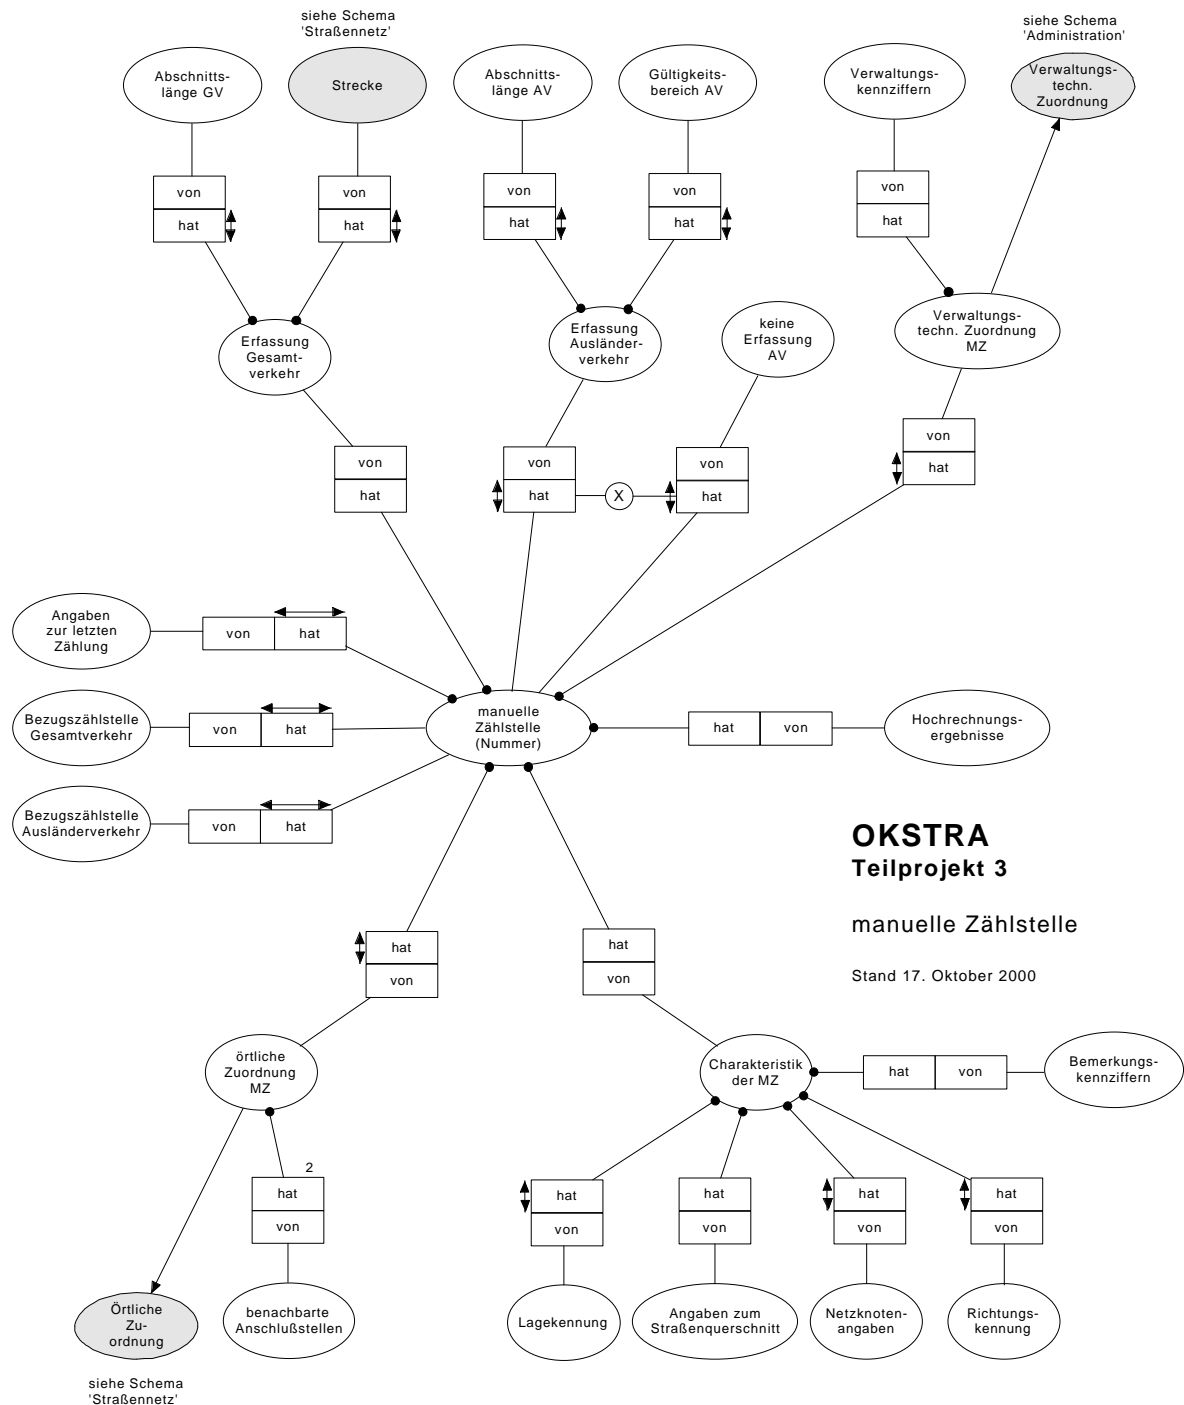 siehe Schema
'Straßennetz'
siehe Schema
'Administration'
Abschnitts-
länge GV
Strecke
Abschnitts-
länge AV
Gültigkeits-
bereich AV
Verwaltungs-
kennziffern
Verwaltungs-
techn.
Zuordnung
von
hat
von
hat
von
hat
von
hat
von
hat
Erfassung
Gesamt-
verkehr
Erfassung
Ausländer-
verkehr
keine
Erfassung
AV
Verwaltungs-
techn. Zuordnung
MZ
von
hat
von
hat
X
von
hat
von
hat
Angaben
zur letzten
Zählung
von hat
Bezugszählstelle
Gesamtverkehr
von hat
manuelle
Zählstelle
(Nummer)
hat von
Hochrechnungs-
ergebnisse
Bezugszählstelle
Ausländerverkehr
von hat
OKSTRA
Teilprojekt 3
manuelle Zählstelle
Stand 17. Oktober 2000
hat
von
hat
von
örtliche
Zuordnung
MZ
Charakteristik
der MZ
hat von
Bemerkungs-
kennziffern
2
hat
von
hat
von
hat
von
hat
von
hat
von
Örtliche
Zu-
ordnung
benachbarte
Anschlußstellen
Lagekennung
Angaben zum
Straßenquerschnitt
Netzknoten-
angaben
Richtungs-
kennung
siehe Schema
'Straßennetz'